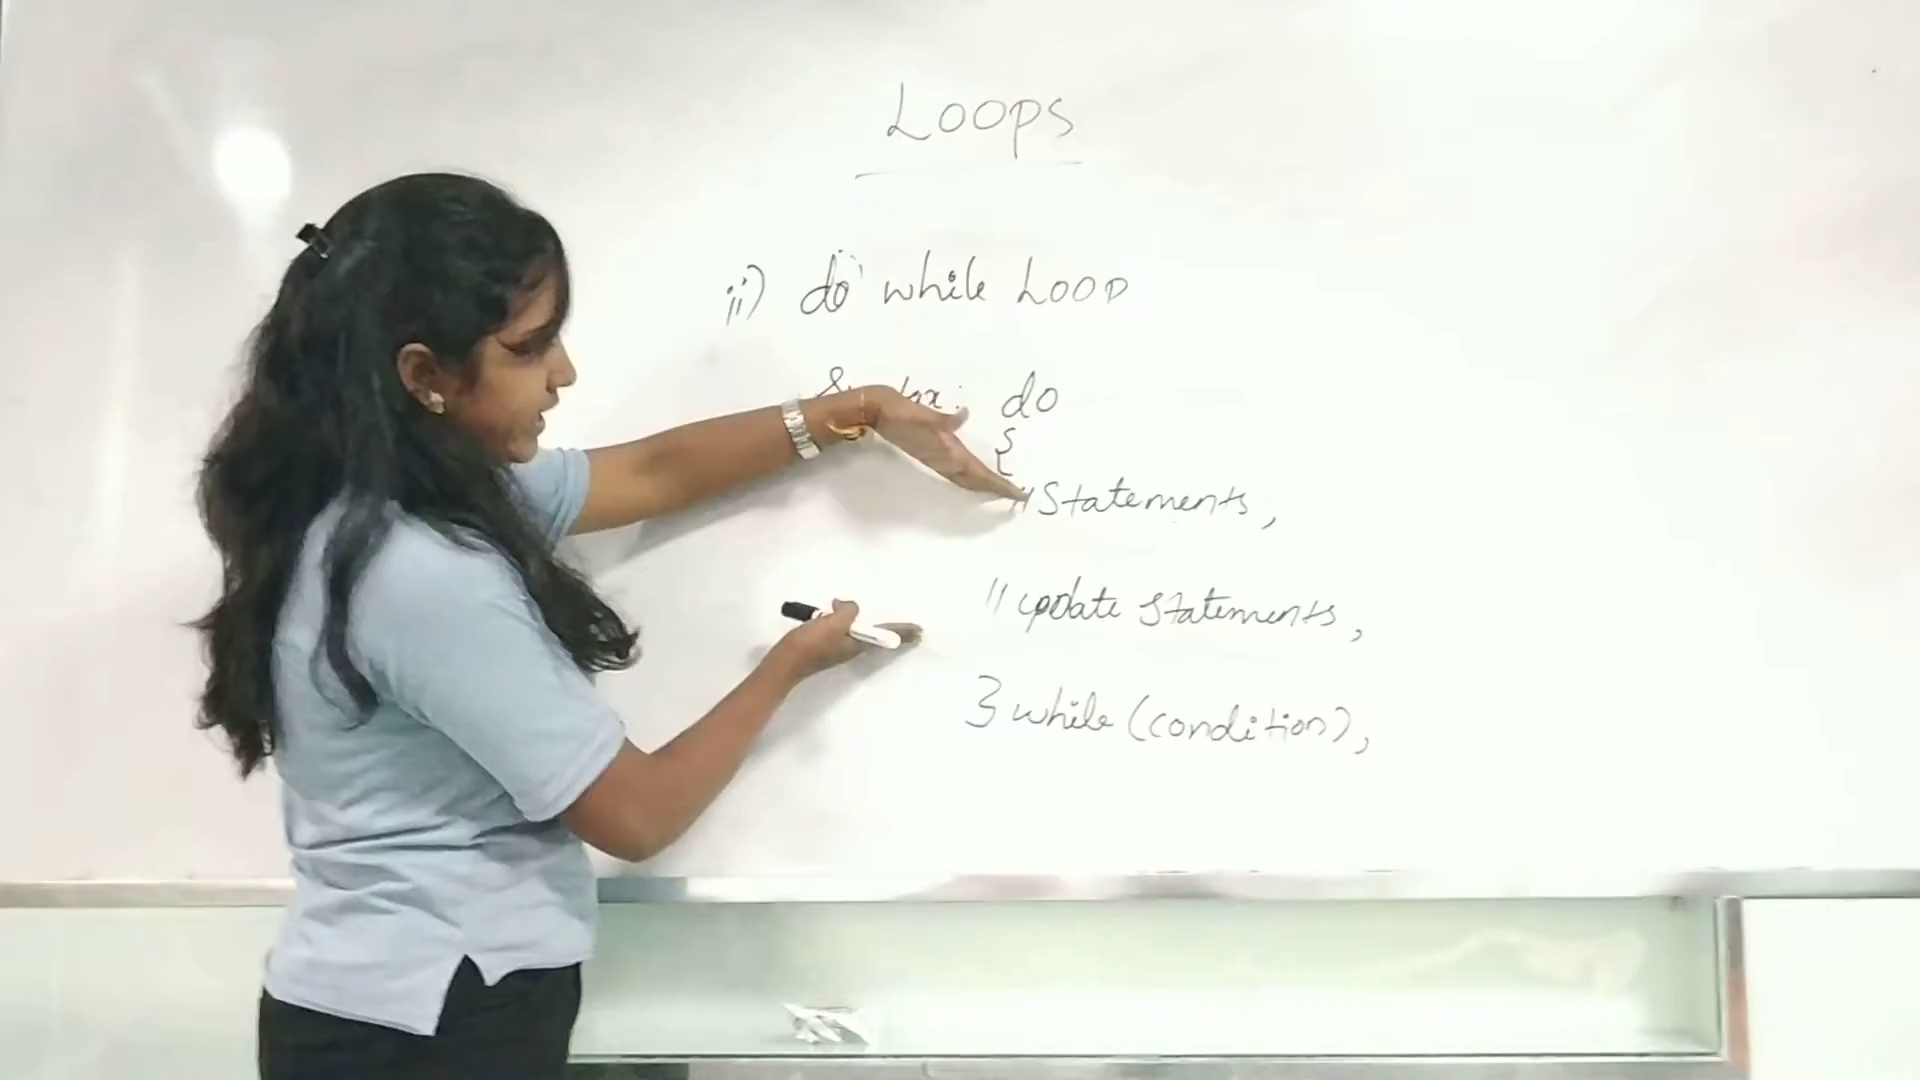 Loops
ii) do while Loop
do
{
// Statements,
// update statements,
} while (condition),